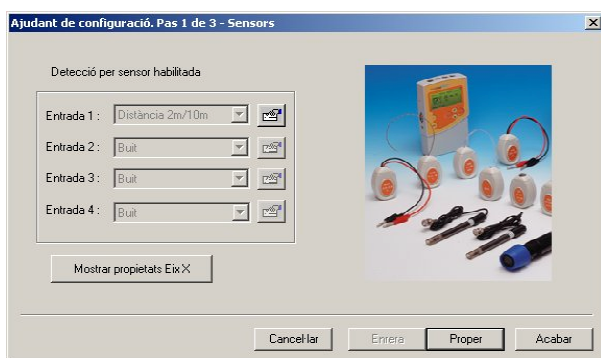 Ajudant de configuració. Pas 1 de 3 - Sensors
Detecció per sensor habilitada
Entrada 1 : Distància 2m/10m
Entrada 2 : Buit
Entrada 3 : Buit
Entrada 4 : Buit
Mostrar propietats Eix X
Cancel·lar Enrera Proper Acabar